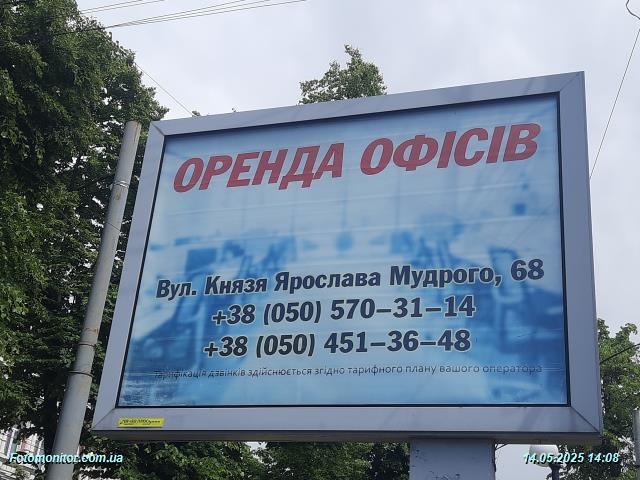 ОРЕНДА ОФІСІВ
Вул. Князя Ярослава Мудрого, 68
+38 (050) 570–31–14
+38 (050) 451–36–48
тарифікація дзвінків здійснюється згідно тарифного плану вашого оператора
Fotomonitor.com.ua
14.05.2025 14:08